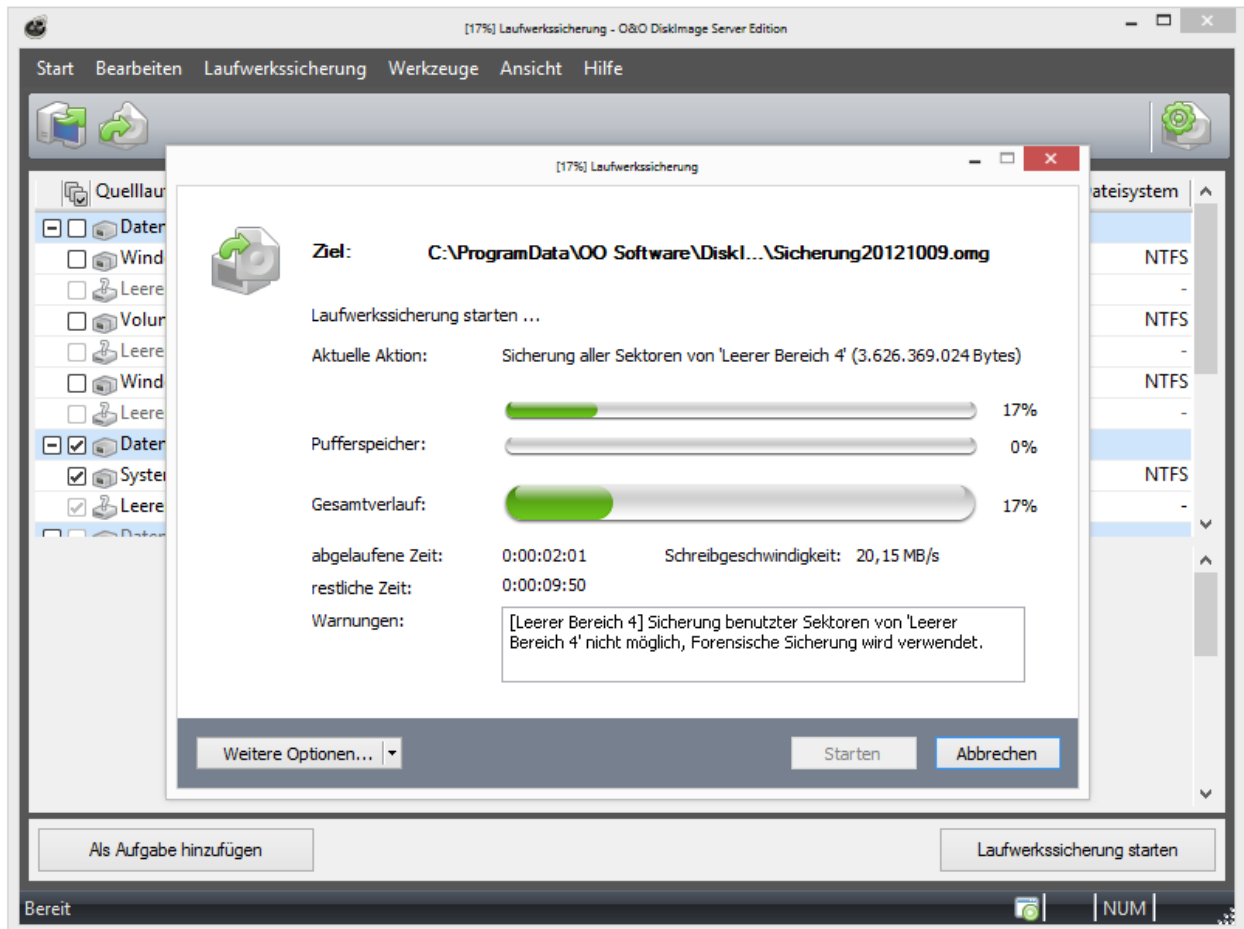 [17%] Laufwerkssicherung - O&O DiskImage Server Edition
Start Bearbeiten Laufwerkssicherung Werkzeuge Ansicht Hilfe
[17%] Laufwerkssicherung
Quelllau ateisystem
Daten
Wind NTFS
Leere -
Volun NTFS
Leere -
Wind NTFS
Leere -
Daten
Syster NTFS
Leere -
Ziel: C:\ProgramData\OO Software\DiskI...\Sicherung20121009.omg
Laufwerkssicherung starten ...
Aktuelle Aktion: Sicherung aller Sektoren von 'Leerer Bereich 4' (3.626.369.024 Bytes)
17%
Pufferspeicher: 0%
Gesamtverlauf: 17%
abgelaufene Zeit: 0:00:02:01 Schreibgeschwindigkeit: 20,15 MB/s
restliche Zeit: 0:00:09:50
Warnungen: [Leerer Bereich 4] Sicherung benutzter Sektoren von 'Leerer
Bereich 4' nicht möglich, Forensische Sicherung wird verwendet.
Weitere Optionen... Starten Abbrechen
Als Aufgabe hinzufügen Laufwerkssicherung starten
Bereit NUM